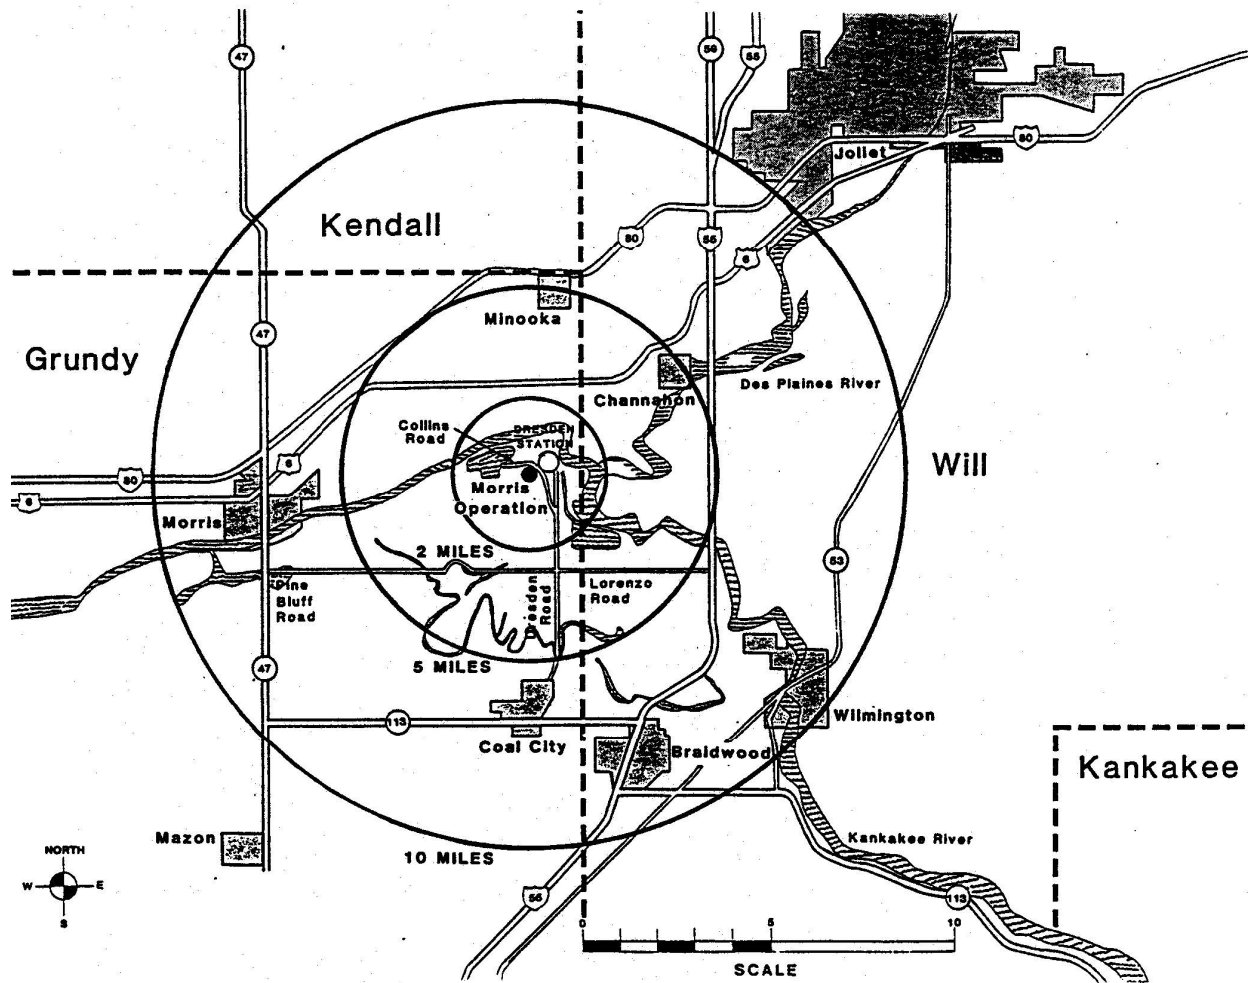 47
59
55
80
Joliet
Kendall
80
55
6
Minooka
47
Grundy
Des Plaines River
Channahon
Collins
Road
DRESDEN
STATION
Will
80
6
6
Morris
Operation
Morris
2 MILES
53
Pine
Bluff
Road
Dresden
Road
Lorenzo
Road
5 MILES
47
113
Coal City
Wilmington
Braidwood
Kankakee
Mazon
10 MILES
Kankakee River
NORTH
W
E
S
55
113
0
5
10
SCALE